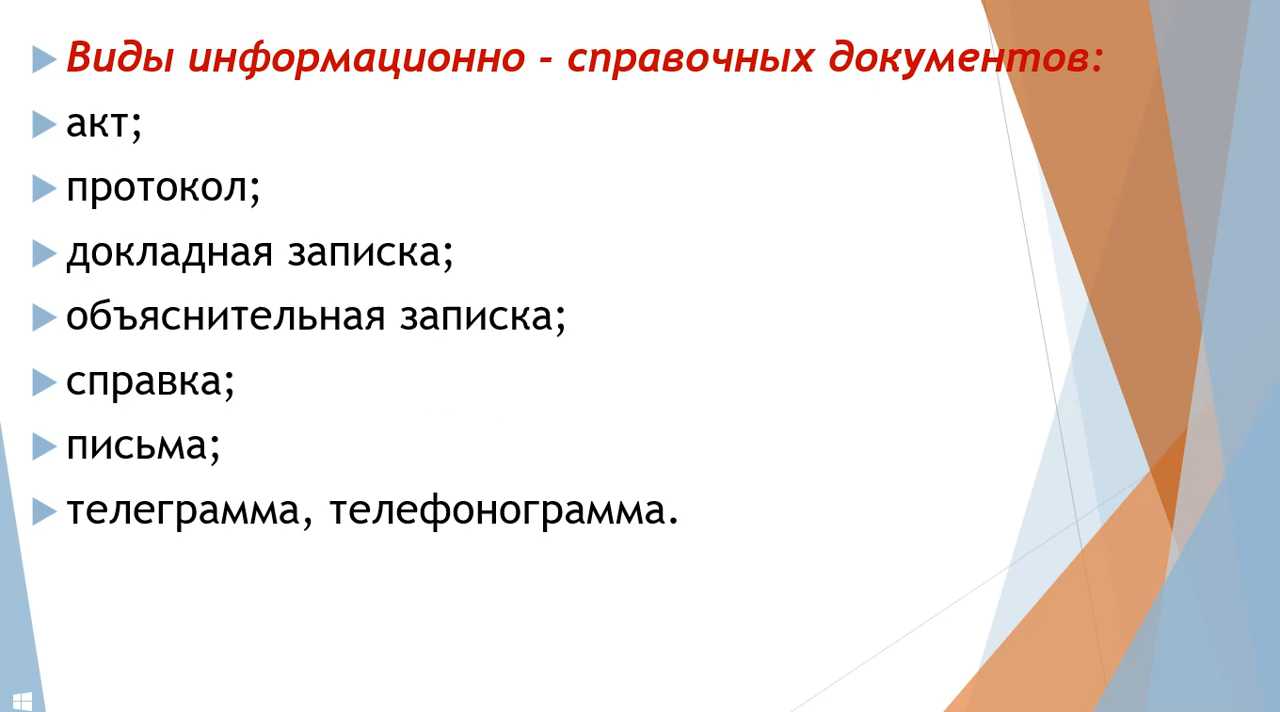 Виды информационно - справочных документов:
акт;
протокол;
докладная записка;
объяснительная записка;
справка;
письма;
телеграмма, телефонограмма.